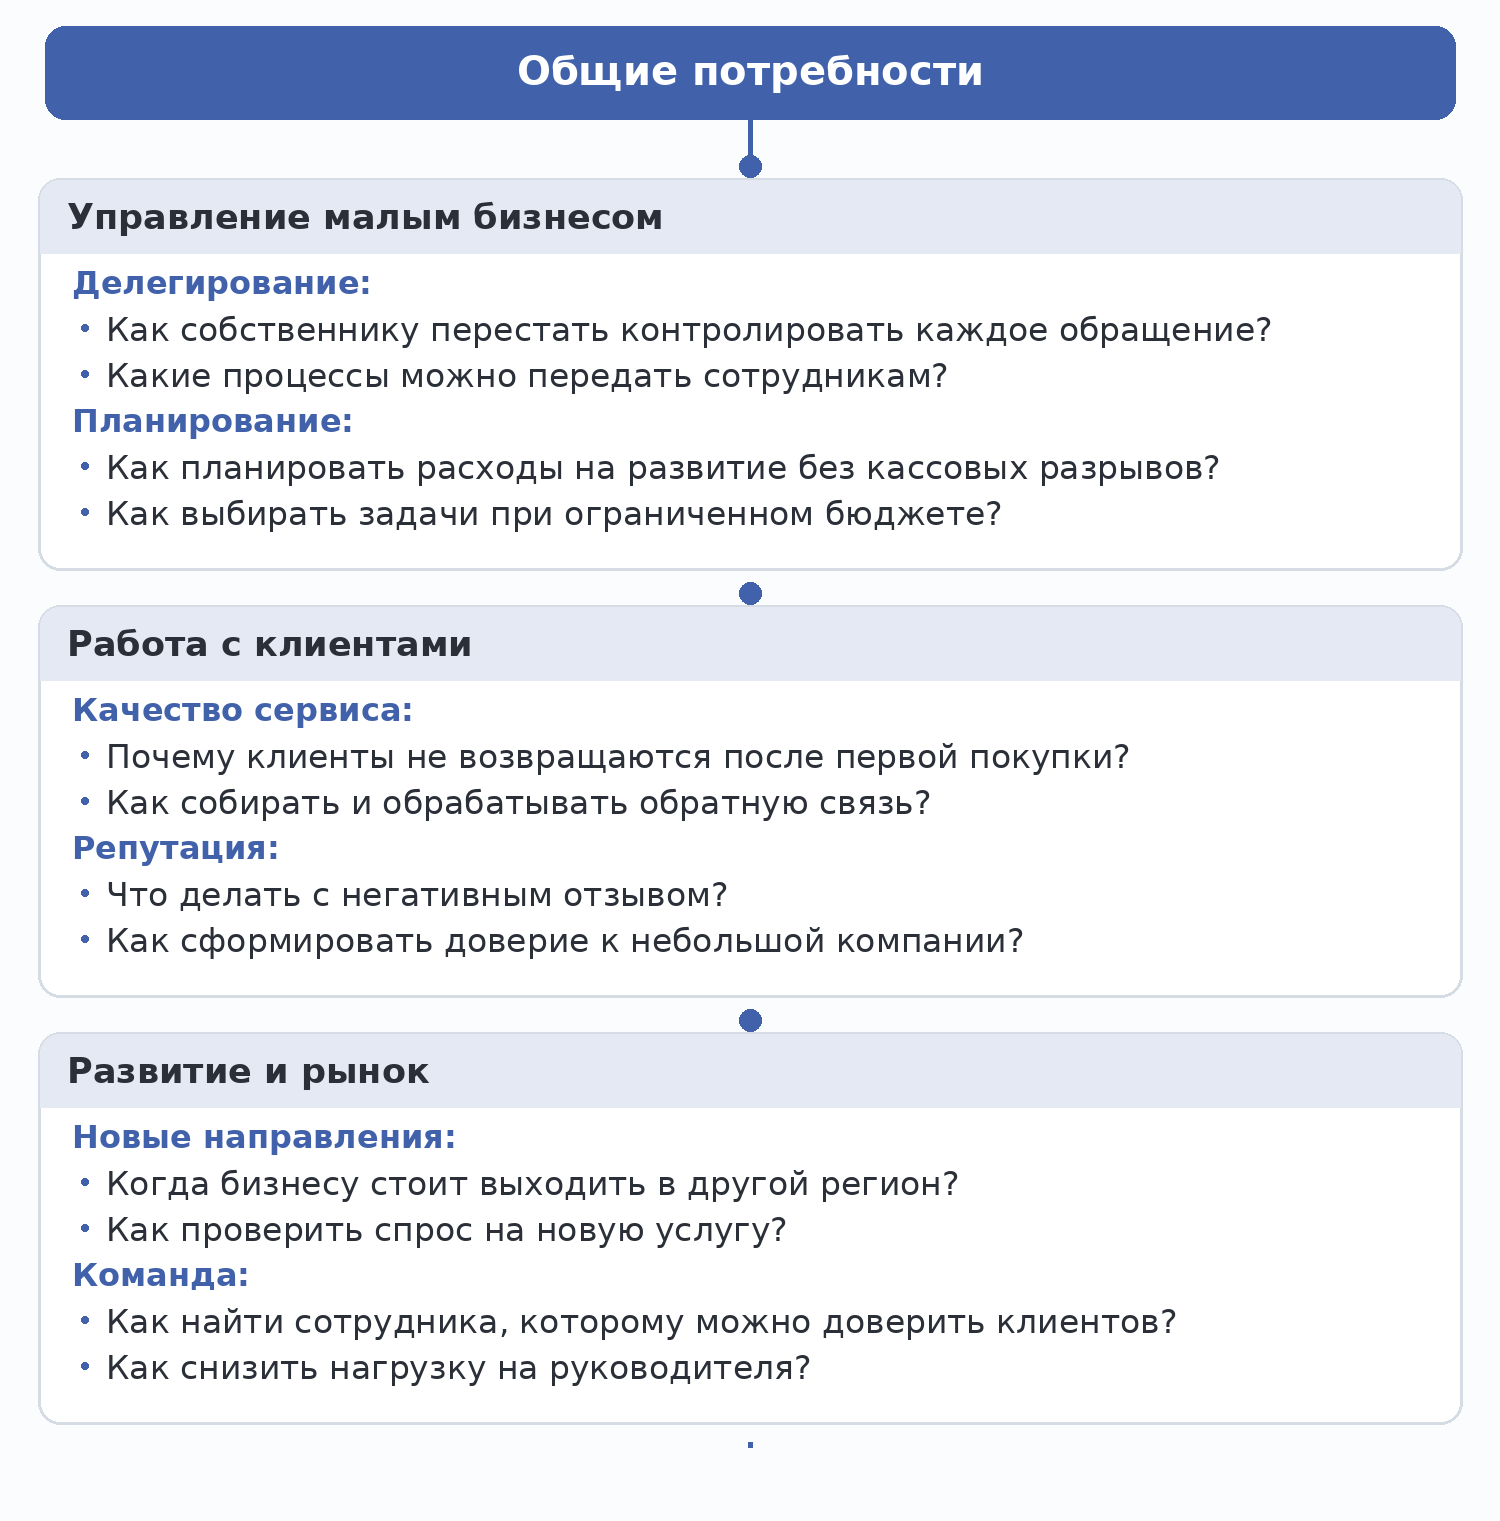 Общие потребности
Управление малым бизнесом
Делегирование:
• Как собственнику перестать контролировать каждое обращение?
• Какие процессы можно передать сотрудникам?
Планирование:
• Как планировать расходы на развитие без кассовых разрывов?
• Как выбирать задачи при ограниченном бюджете?
Работа с клиентами
Качество сервиса:
• Почему клиенты не возвращаются после первой покупки?
• Как собирать и обрабатывать обратную связь?
Репутация:
• Что делать с негативным отзывом?
• Как сформировать доверие к небольшой компании?
Развитие и рынок
Новые направления:
• Когда бизнесу стоит выходить в другой регион?
• Как проверить спрос на новую услугу?
Команда:
• Как найти сотрудника, которому можно доверить клиентов?
• Как снизить нагрузку на руководителя?